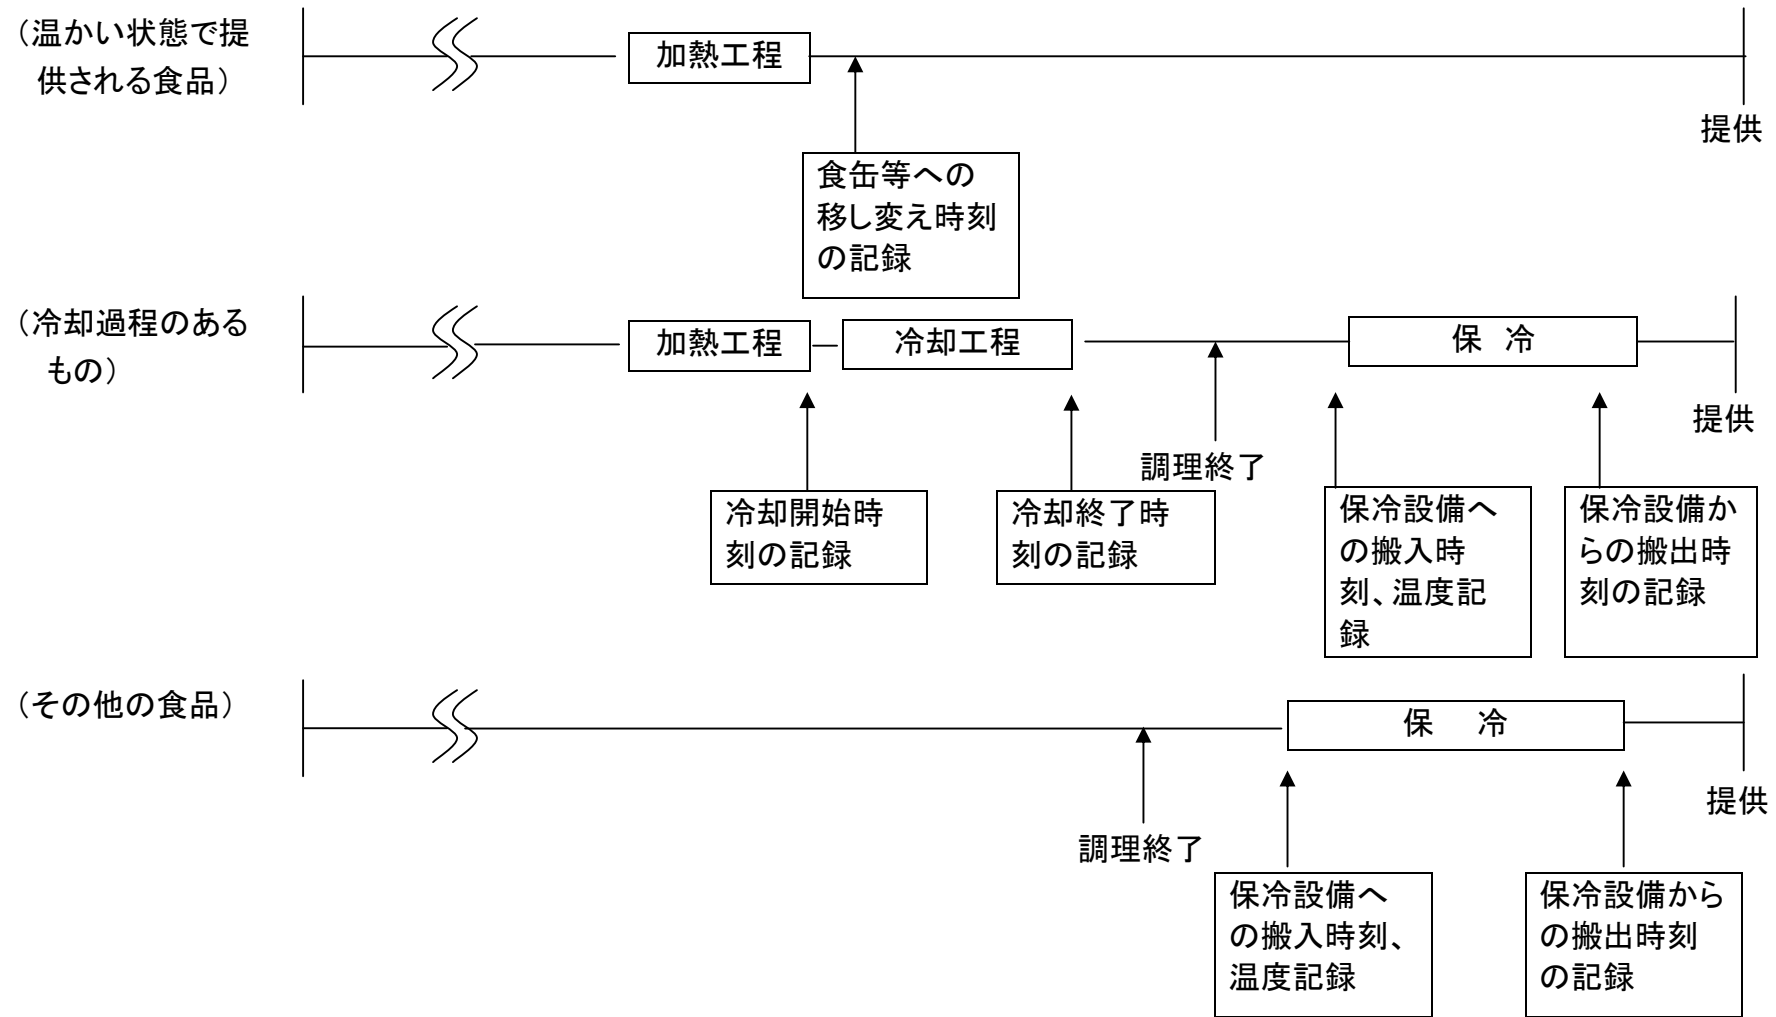 （温かい状態で提
供される食品）
加熱工程
提供
食缶等への
移し変え時刻
の記録
（冷却過程のある
もの）
加熱工程
冷却工程
保 冷
提供
調理終了
冷却開始時
刻の記録
冷却終了時
刻の記録
保冷設備へ
の搬入時
刻、温度記
録
保冷設備か
らの搬出時
刻の記録
（その他の食品）
保 冷
提供
調理終了
保冷設備へ
の搬入時刻、
温度記録
保冷設備から
の搬出時刻
の記録